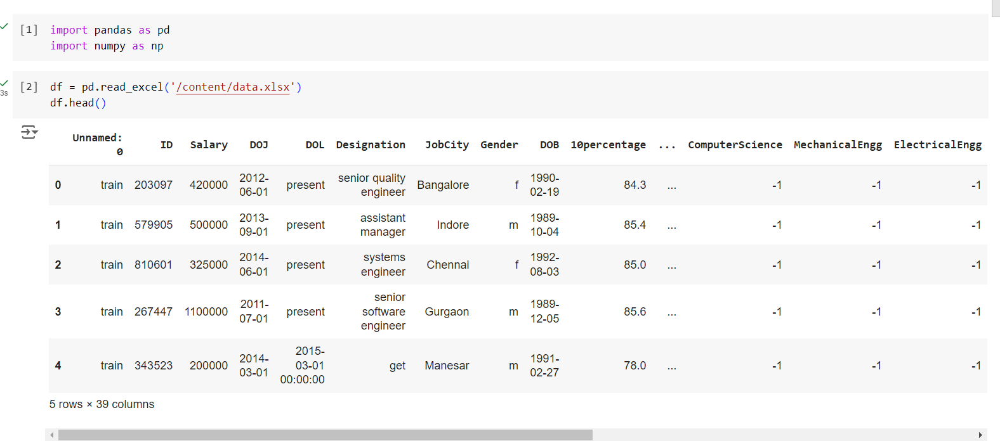 [1] import pandas as pd
import numpy as np
[2] df = pd.read_excel('/content/data.xlsx')
3s
df.head()
Unnamed: 0 ID Salary DOJ DOL Designation JobCity Gender DOB 10percentage ... ComputerScience MechanicalEngg ElectricalEngg
0 train 203097 420000 2012-06-01 present senior quality engineer Bangalore f 1990-02-19 84.3 ... -1 -1 -1
1 train 579905 500000 2013-09-01 present assistant manager Indore m 1989-10-04 85.4 ... -1 -1 -1
2 train 810601 325000 2014-06-01 present systems engineer Chennai f 1992-08-03 85.0 ... -1 -1 -1
3 train 267447 1100000 2011-07-01 present senior software engineer Gurgaon m 1989-12-05 85.6 ... -1 -1 -1
4 train 343523 200000 2014-03-01 2015-03-01 00:00:00 get Manesar m 1991-02-27 78.0 ... -1 -1 -1
5 rows × 39 columns